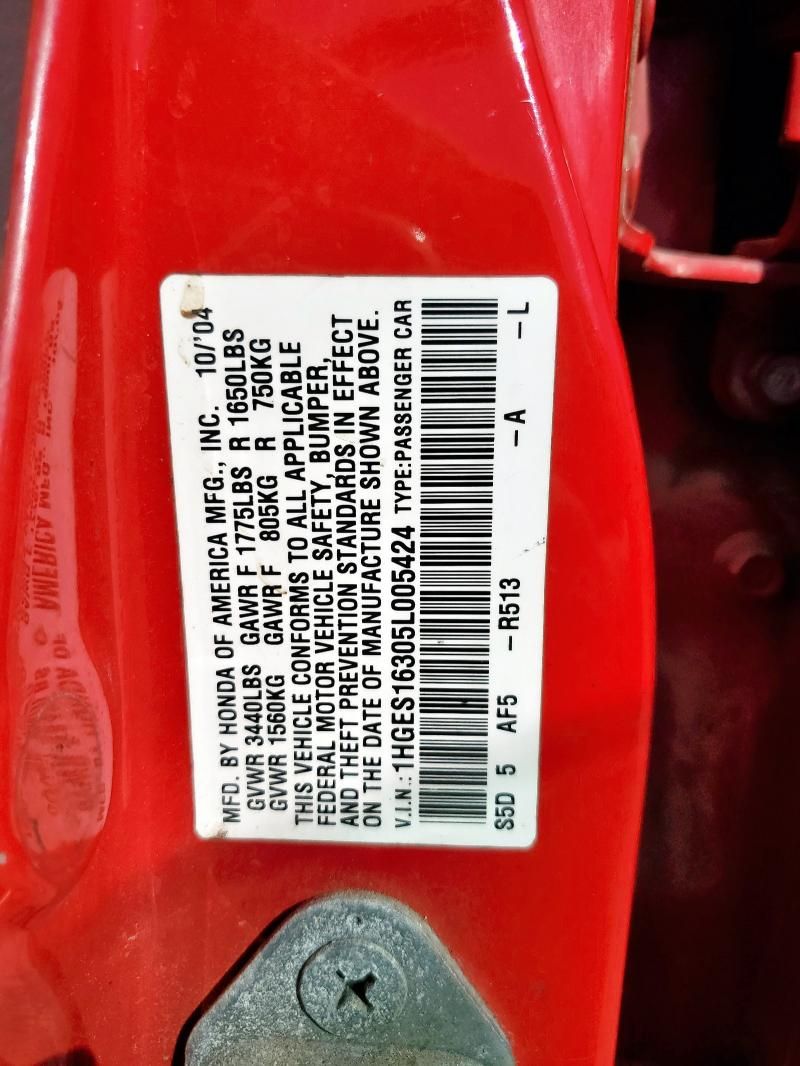 MFD. BY HONDA OF AMERICA MFG., INC. 10/'04
GVWR 3440LBS GAWR F 1775LBS R 1650LBS
GVWR 1560KG GAWR F 805KG R 750KG
THIS VEHICLE CONFORMS TO ALL APPLICABLE
FEDERAL MOTOR VEHICLE SAFETY, BUMPER,
AND THEFT PREVENTION STANDARDS IN EFFECT
ON THE DATE OF MANUFACTURE SHOWN ABOVE.
V.I.N.:1HGES16305L005424 TYPE:PASSENGER CAR
S5D 5 AF5 -R513 -A -L